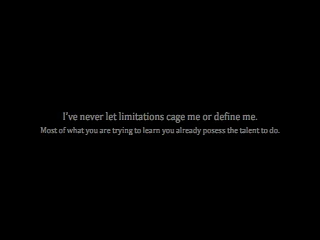 I've never let limitations cage me or define me.
Most of what you are trying to learn you already posess the talent to do.